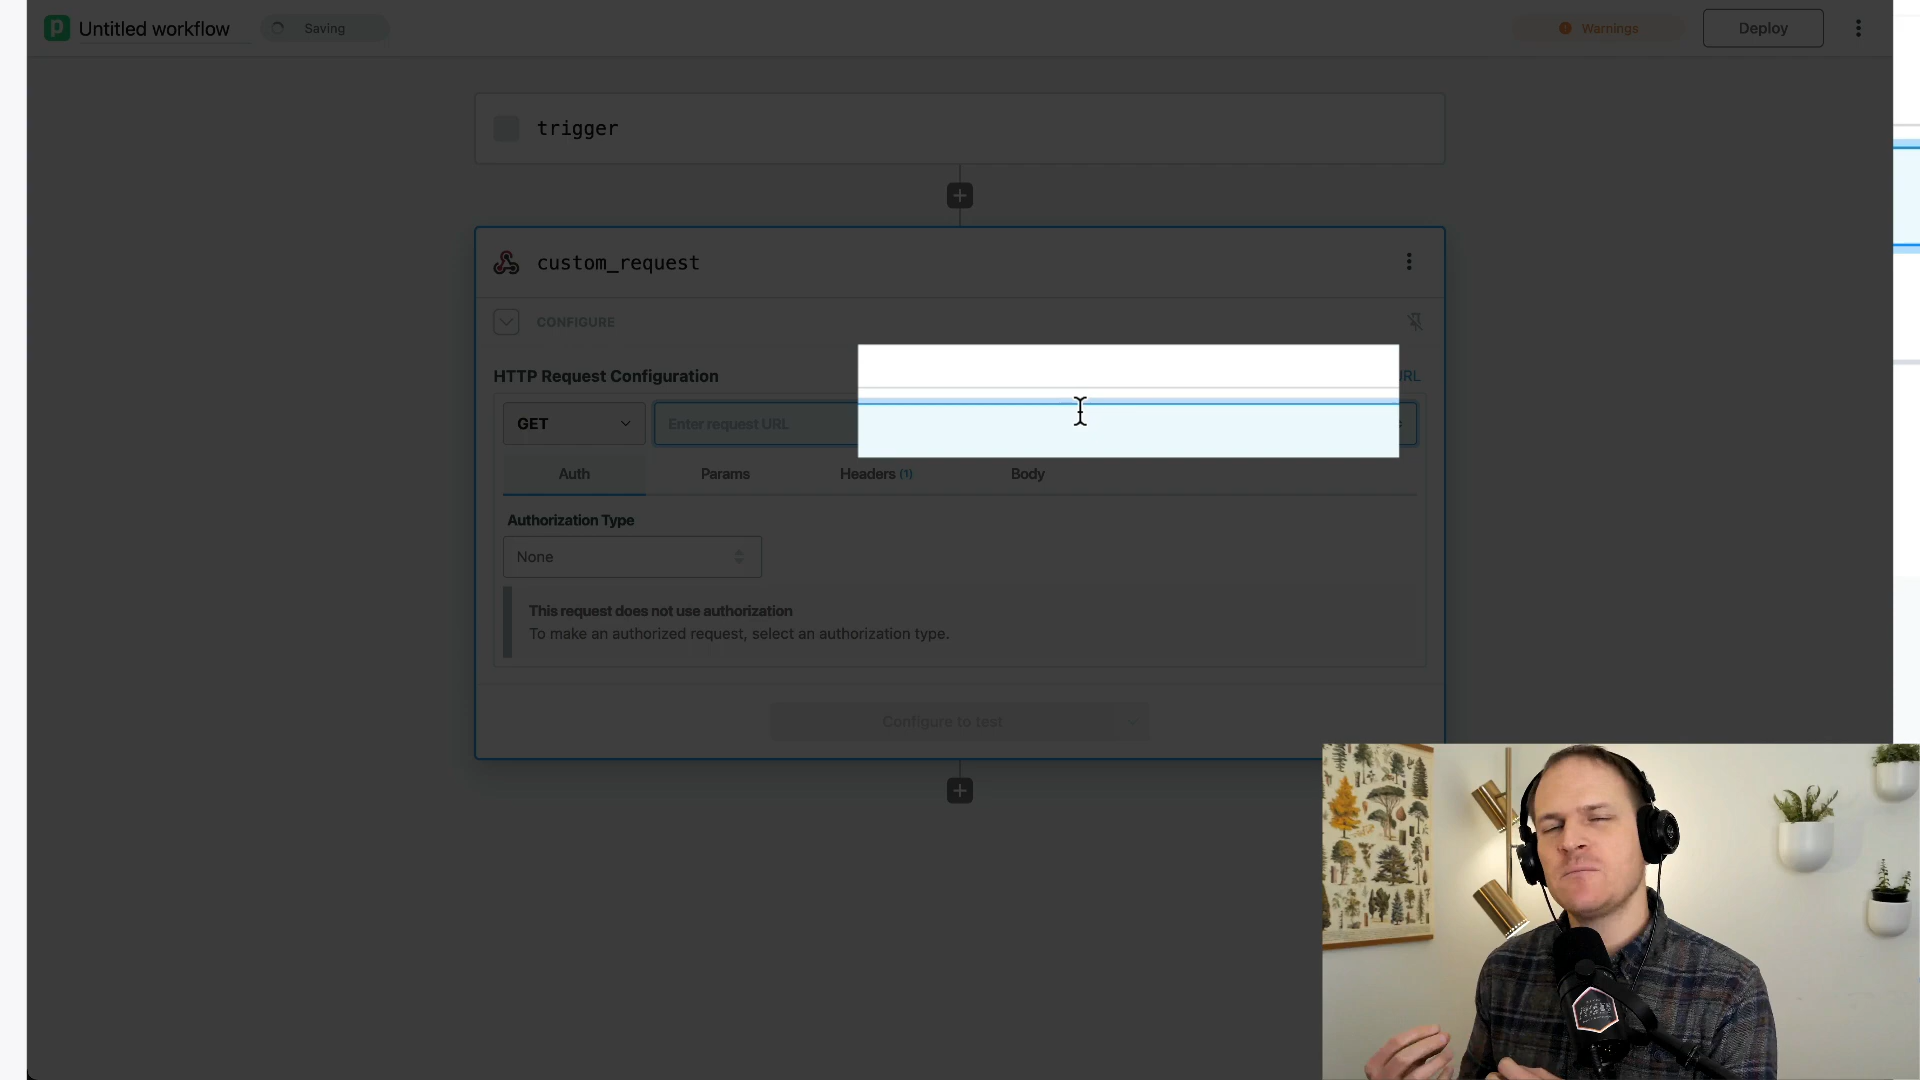 Untitled workflow
Saving
Warnings
Deploy
trigger
custom_request
CONFIGURE
HTTP Request Configuration
GET
Enter request URL
Auth
Params
Headers (1)
Body
Authorization Type
None
This request does not use authorization
To make an authorized request, select an authorization type.
Configure to test